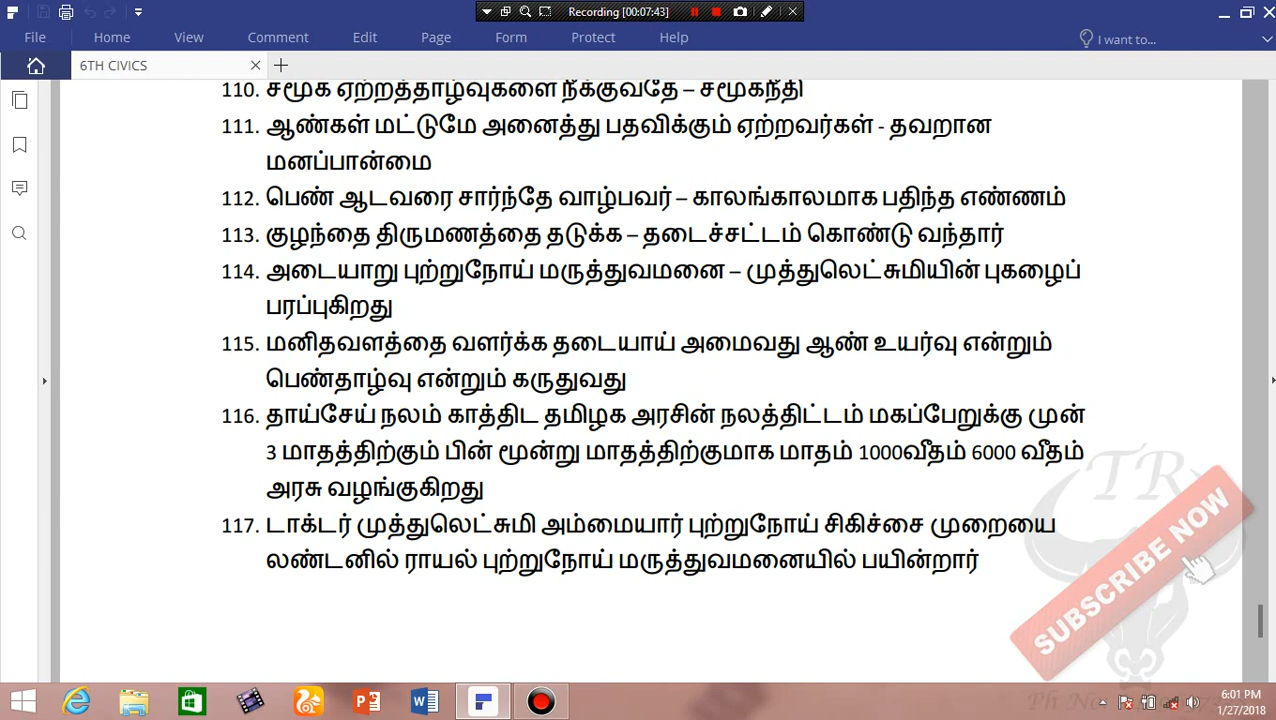 Recording [00:07:43]
File Home View Comment Edit Page Form Protect Help I want to...
6TH CIVICS
110. சமூக ஏற்றத்தாழ்வுகளை நீக்குவதே – சமூகநீதி
111. ஆண்கள் மட்டுமே அனைத்து பதவிக்கும் ஏற்றவர்கள் - தவறான
மனப்பான்மை
112. பெண் ஆடவரை சார்ந்தே வாழ்பவர் – காலங்காலமாக பதிந்த எண்ணம்
113. குழந்தை திருமணத்தை தடுக்க – தடைச்சட்டம் கொண்டு வந்தார்
114. அடையாறு புற்றுநோய் மருத்துவமனை – முத்துலெட்சுமியின் புகழைப்
பரப்புகிறது
115. மனிதவளத்தை வளர்க்க தடையாய் அமைவது ஆண் உயர்வு என்றும்
பெண்தாழ்வு என்றும் கருதுவது
116. தாய்சேய் நலம் காத்திட தமிழக அரசின் நலத்திட்டம் மகப்பேறுக்கு முன்
3 மாதத்திற்கும் பின் மூன்று மாதத்திற்குமாக மாதம் 1000வீதம் 6000 வீதம்
அரசு வழங்குகிறது
117. டாக்டர் முத்துலெட்சுமி அம்மையார் புற்றுநோய் சிகிச்சை முறையை
லண்டனில் ராயல் புற்றுநோய் மருத்துவமனையில் பயின்றார்
TR
SUBSCRIBE NOW
6:01 PM
1/27/2018